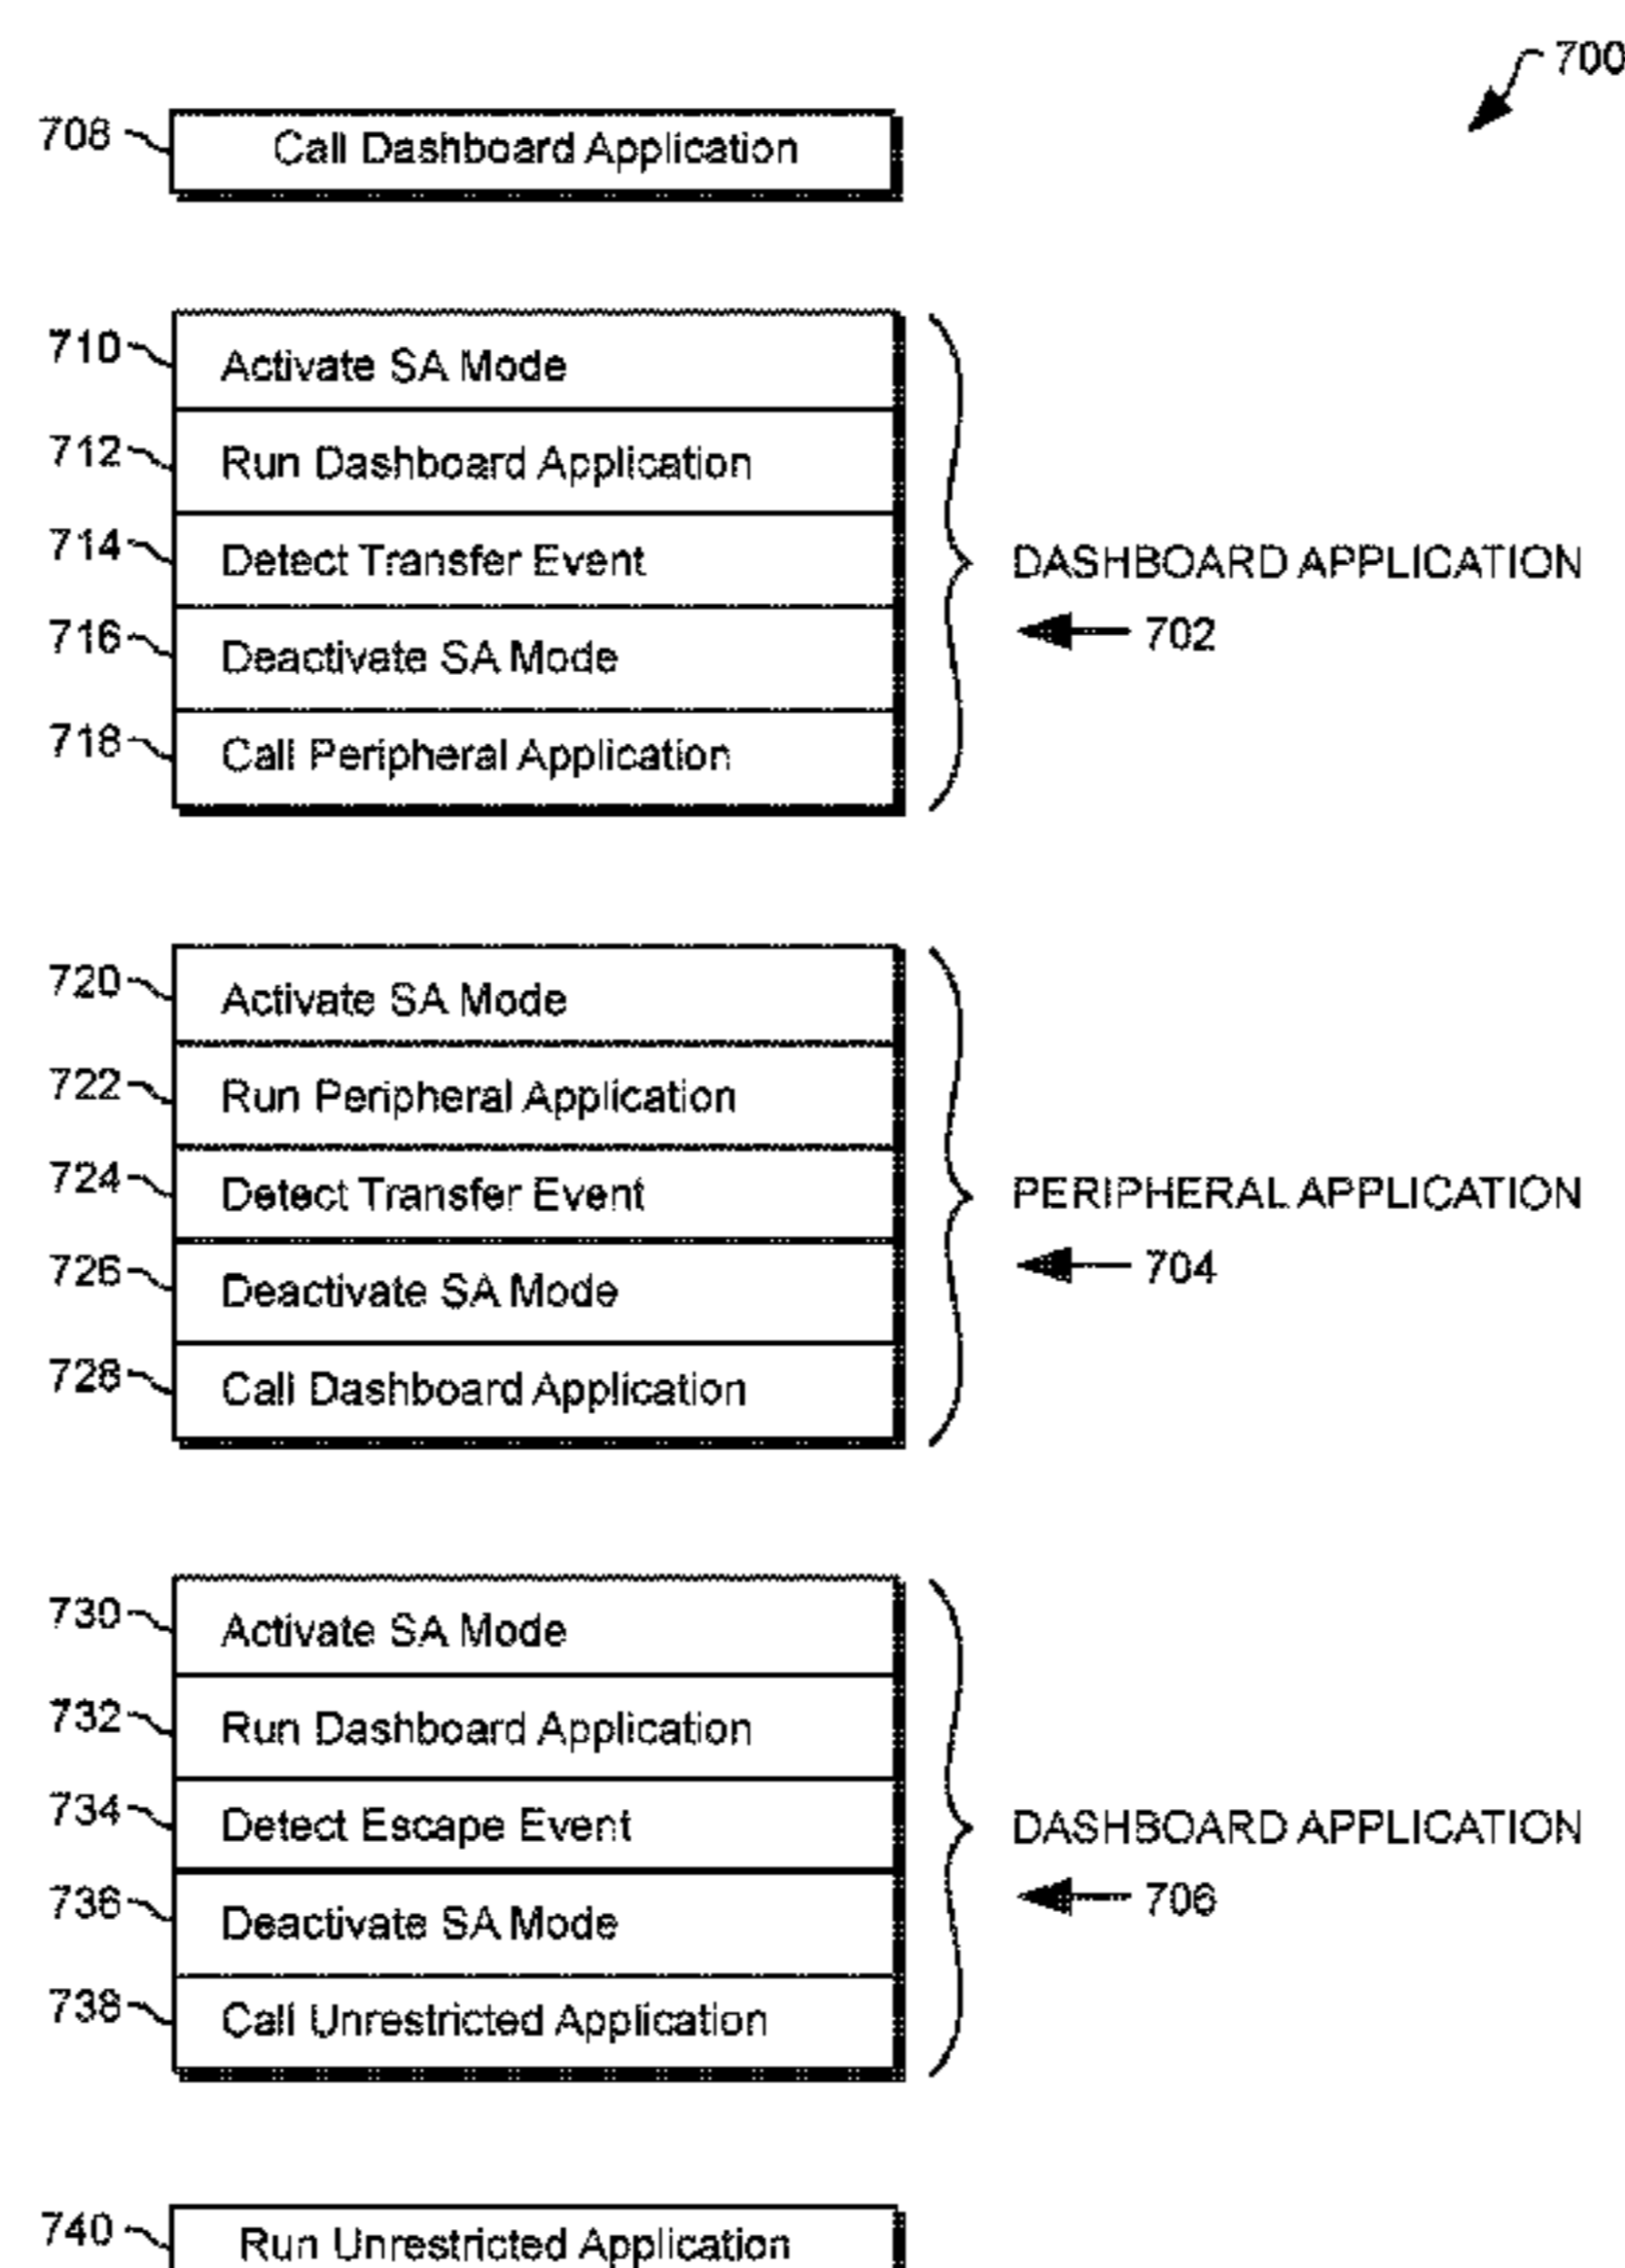 700
708 Call Dashboard Application
710 Activate SA Mode
712 Run Dashboard Application
714 Detect Transfer Event
DASHBOARD APPLICATION
702
716 Deactivate SA Mode
718 Call Peripheral Application
720 Activate SA Mode
722 Run Peripheral Application
724 Detect Transfer Event
PERIPHERAL APPLICATION
704
726 Deactivate SA Mode
728 Call Dashboard Application
730 Activate SA Mode
732 Run Dashboard Application
734 Detect Escape Event
DASHBOARD APPLICATION
706
736 Deactivate SA Mode
738 Call Unrestricted Application
740 Run Unrestricted Application